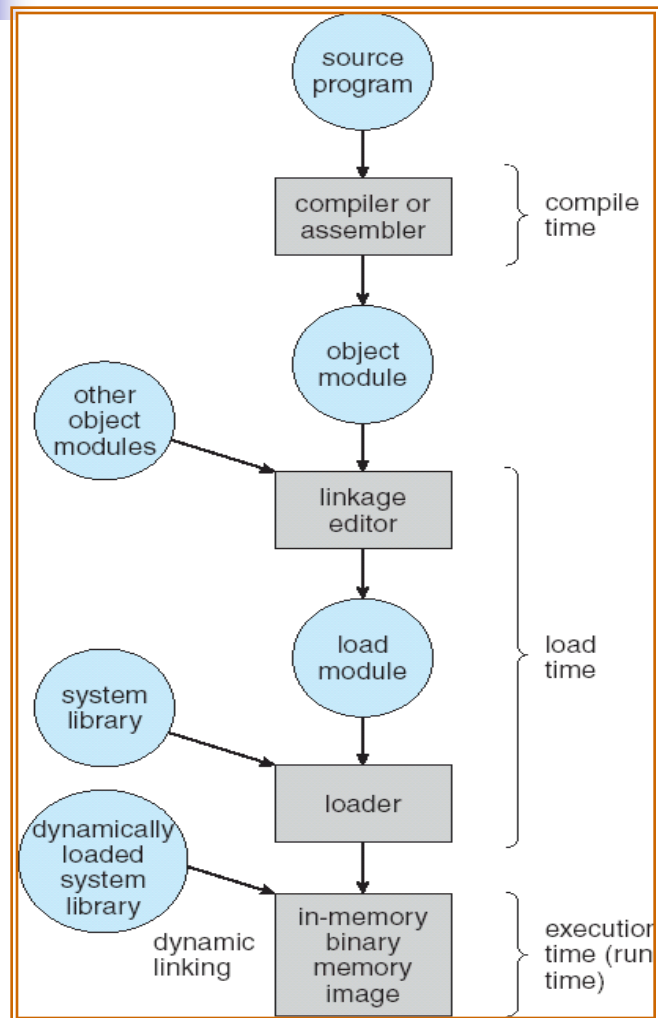 source
program
compiler or
assembler
compile
time
object
module
other
object
modules
linkage
editor
load
module
load
time
system
library
loader
dynamically
loaded
system
library
dynamic
linking
in-memory
binary
memory
image
execution
time (run
time)